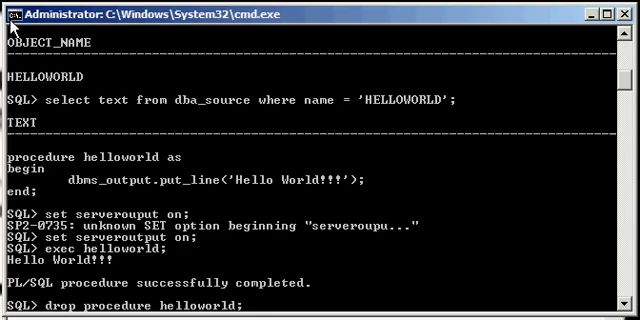 Administrator: C:\Windows\System32\cmd.exe
OBJECT_NAME
HELLOWORLD
SQL> select text from dba_source where name = 'HELLOWORLD';
TEXT
procedure helloworld as
begin
dbms_output.put_line('Hello World!!!');
end;
SQL> set serverouput on;
SP2-0735: unknown SET option beginning "serveroupu..."
SQL> set serveroutput on;
SQL> exec helloworld;
Hello World!!!
PL/SQL procedure successfully completed.
SQL> drop procedure helloworld;